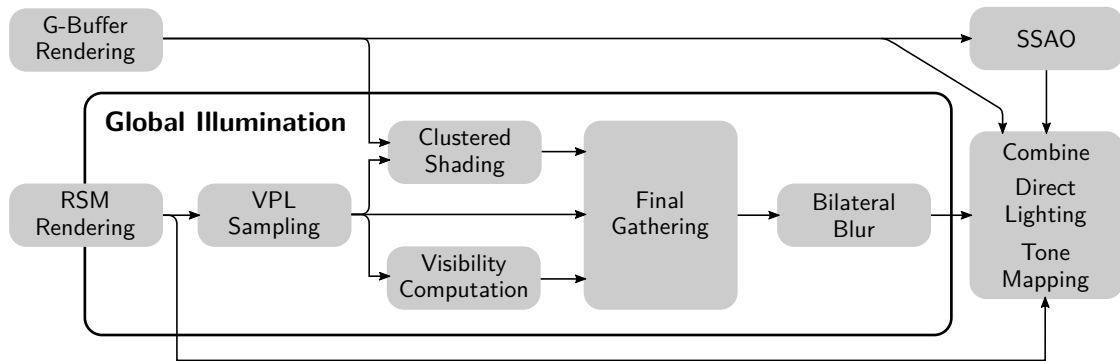 G-Buffer
Rendering
SSAO
Global Illumination
RSM
Rendering
VPL
Sampling
Clustered
Shading
Visibility
Computation
Final
Gathering
Bilateral
Blur
Combine
Direct
Lighting
Tone
Mapping